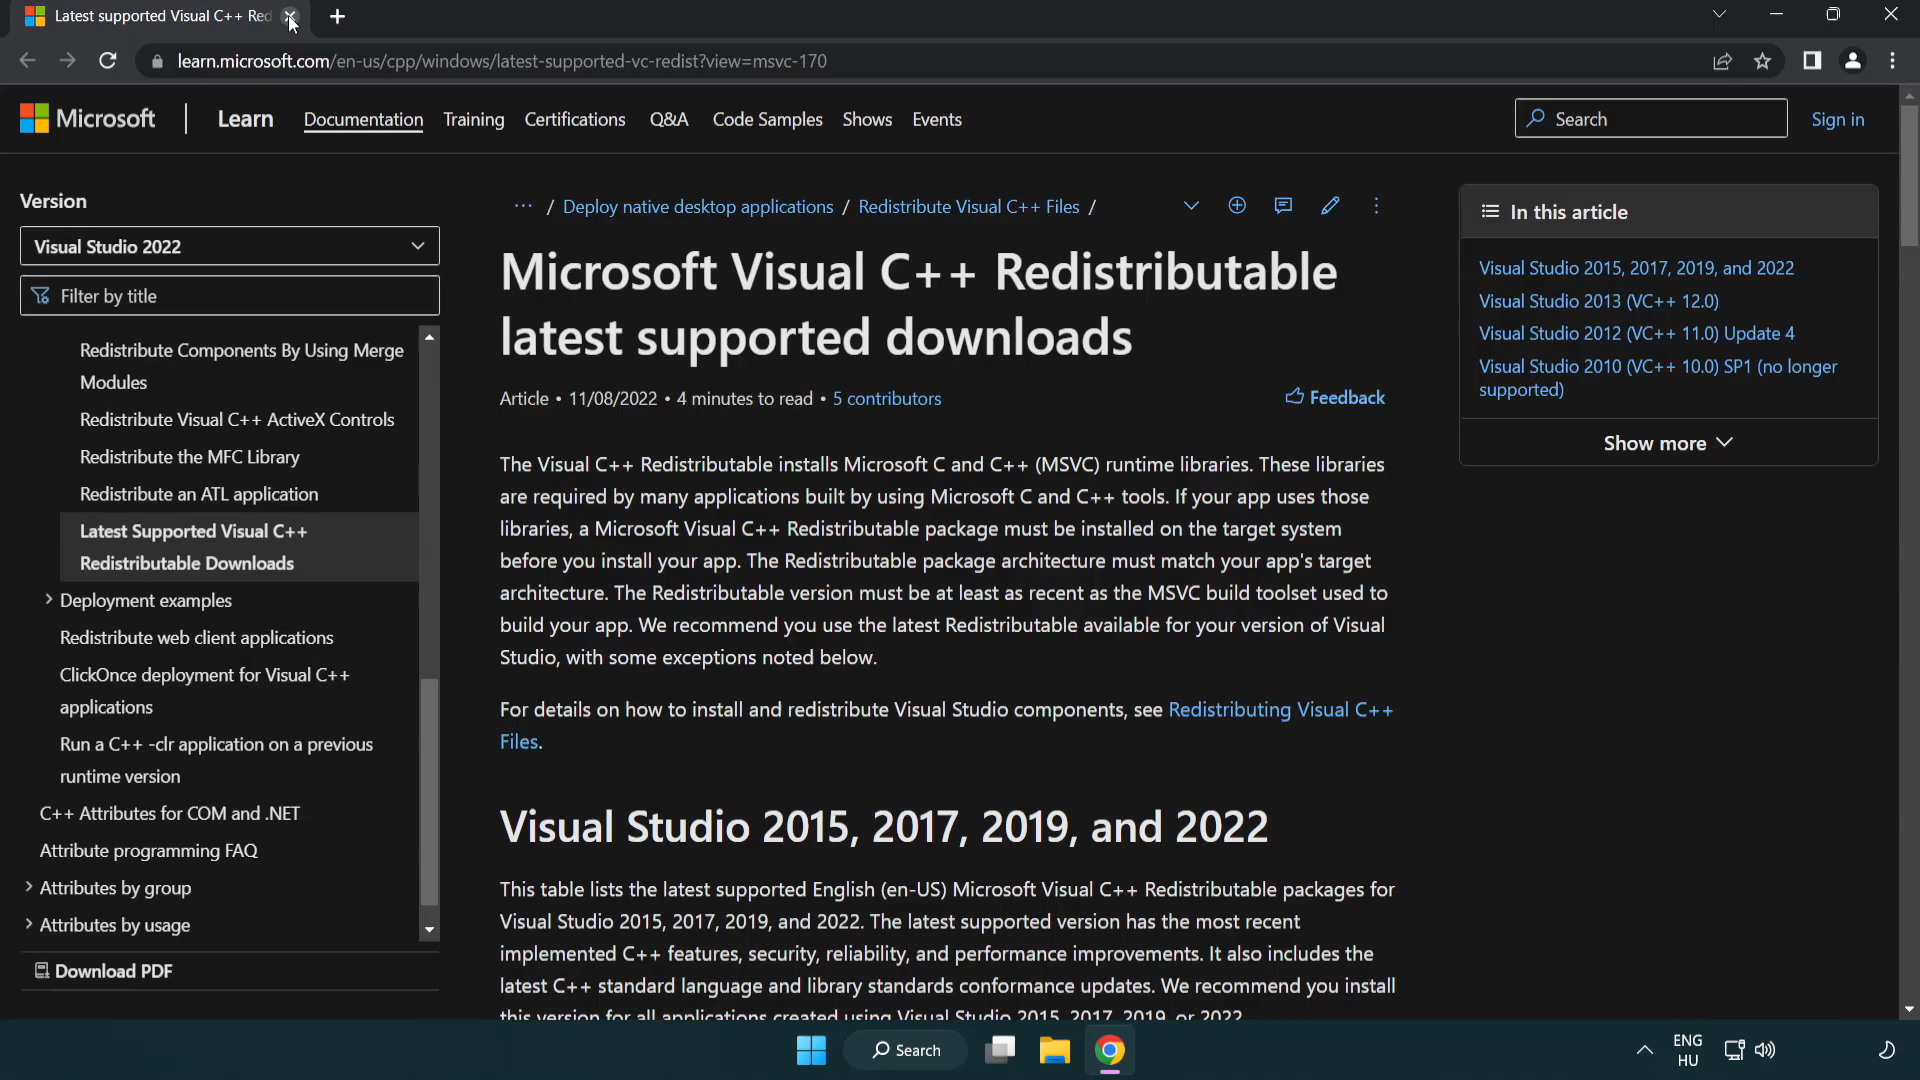 Latest supported Visual C++ Red
learn.microsoft.com/en-us/cpp/windows/latest-supported-vc-redist?view=msvc-170
Microsoft
Learn
Documentation
Training
Certifications
Q&A
Code Samples
Shows
Events
Search
Sign in
Version
Visual Studio 2022
Filter by title
Redistribute Components By Using Merge
Modules
Redistribute Visual C++ ActiveX Controls
Redistribute the MFC Library
Redistribute an ATL application
Latest Supported Visual C++
Redistributable Downloads
Deployment examples
Redistribute web client applications
ClickOnce deployment for Visual C++
applications
Run a C++ -clr application on a previous
runtime version
C++ Attributes for COM and .NET
Attribute programming FAQ
Attributes by group
Attributes by usage
Download PDF
··· / Deploy native desktop applications / Redistribute Visual C++ Files /
Microsoft Visual C++ Redistributable
latest supported downloads
Article • 11/08/2022 • 4 minutes to read • 5 contributors
Feedback
The Visual C++ Redistributable installs Microsoft C and C++ (MSVC) runtime libraries. These libraries
are required by many applications built by using Microsoft C and C++ tools. If your app uses those
libraries, a Microsoft Visual C++ Redistributable package must be installed on the target system
before you install your app. The Redistributable package architecture must match your app's target
architecture. The Redistributable version must be at least as recent as the MSVC build toolset used to
build your app. We recommend you use the latest Redistributable available for your version of Visual
Studio, with some exceptions noted below.
For details on how to install and redistribute Visual Studio components, see Redistributing Visual C++
Files.
Visual Studio 2015, 2017, 2019, and 2022
This table lists the latest supported English (en-US) Microsoft Visual C++ Redistributable packages for
Visual Studio 2015, 2017, 2019, and 2022. The latest supported version has the most recent
implemented C++ features, security, reliability, and performance improvements. It also includes the
latest C++ standard language and library standards conformance updates. We recommend you install
this version for all applications created using Visual Studio 2015, 2017, 2019, or 2022.
In this article
Visual Studio 2015, 2017, 2019, and 2022
Visual Studio 2013 (VC++ 12.0)
Visual Studio 2012 (VC++ 11.0) Update 4
Visual Studio 2010 (VC++ 10.0) SP1 (no longer
supported)
Show more
Search
ENG
HU